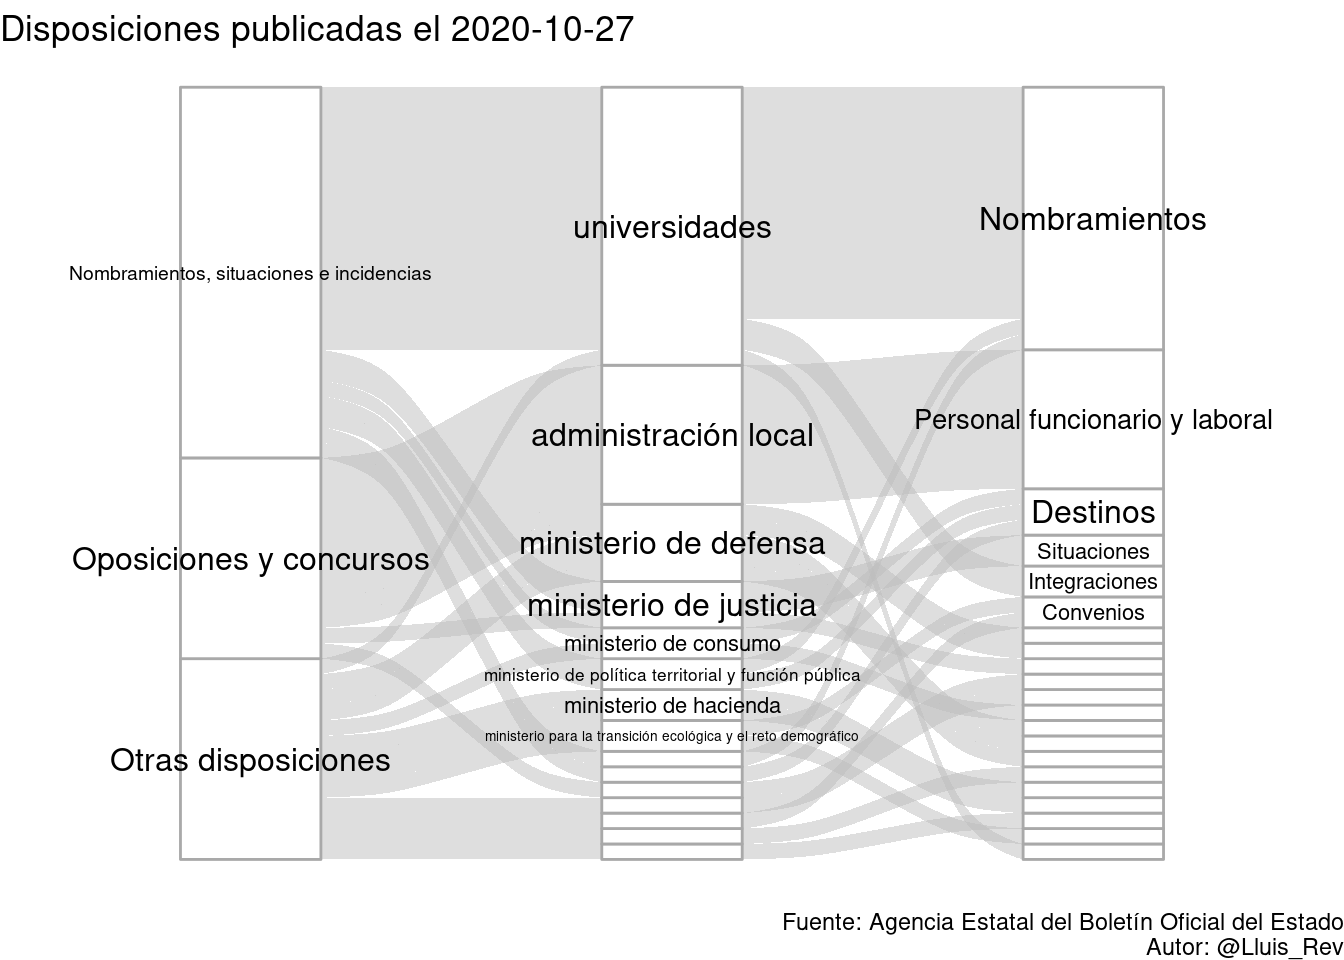 Disposiciones publicadas el 2020-10-27
Nombramientos, situaciones e incidencias
Oposiciones y concursos
Otras disposiciones
universidades
administración local
ministerio de defensa
ministerio de justicia
ministerio de consumo
ministerio de política territorial y función pública
ministerio de hacienda
ministerio para la transición ecológica y el reto demográfico
Nombramientos
Personal funcionario y laboral
Destinos
Situaciones
Integraciones
Convenios
Fuente: Agencia Estatal del Boletín Oficial del Estado
Autor: @Lluis_Rev